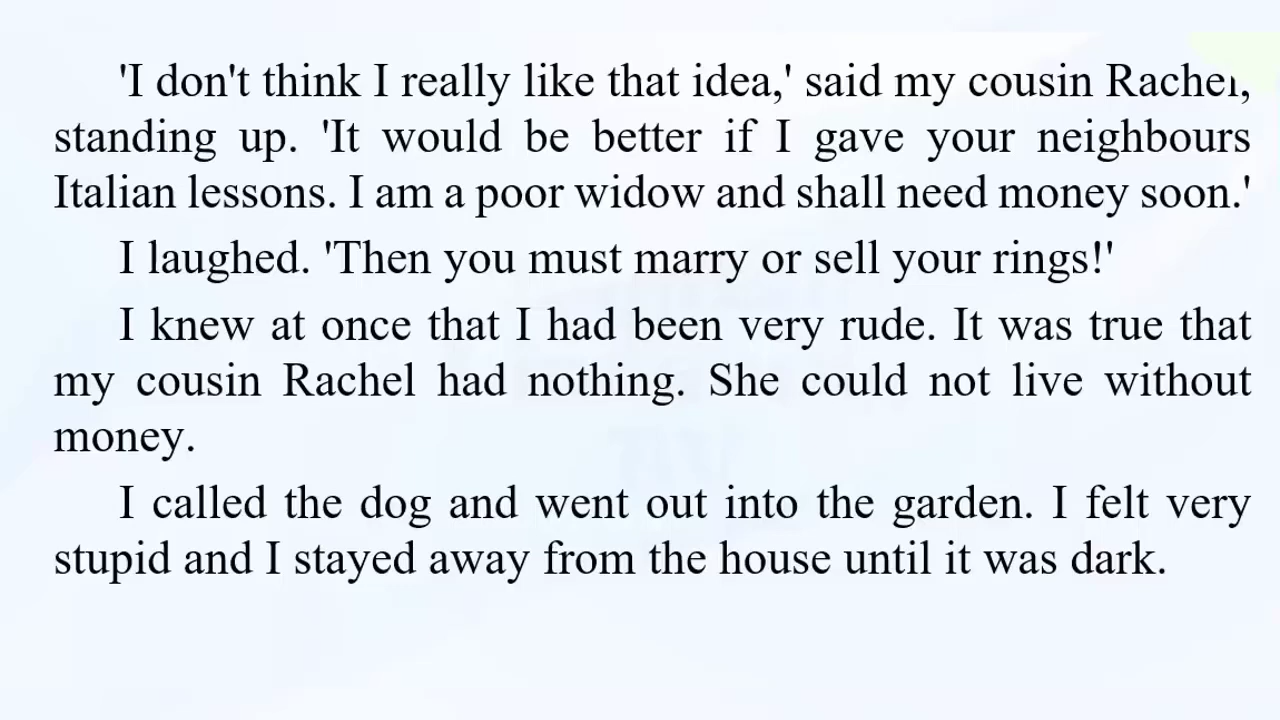 'I don't think I really like that idea,' said my cousin Rachel,
standing up. 'It would be better if I gave your neighbours
Italian lessons. I am a poor widow and shall need money soon.'
I laughed. 'Then you must marry or sell your rings!'
I knew at once that I had been very rude. It was true that
my cousin Rachel had nothing. She could not live without
money.
I called the dog and went out into the garden. I felt very
stupid and I stayed away from the house until it was dark.